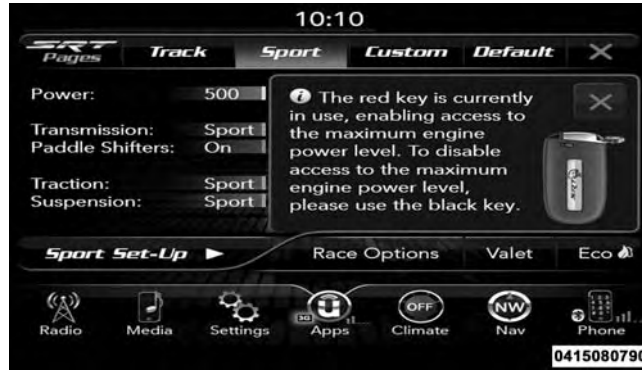 10:10
SRT Pages Track Sport Custom Default
Power: 500
Transmission: Sport
Paddle Shifters: On
Traction: Sport
Suspension: Sport
The red key is currently
in use, enabling access to
the maximum engine
power level. To disable
access to the maximum
engine power level,
please use the black key.
Sport Set-Up Race Options Valet Eco
3G OFF NW
Radio Media Settings Apps Climate Nav Phone
0415080790